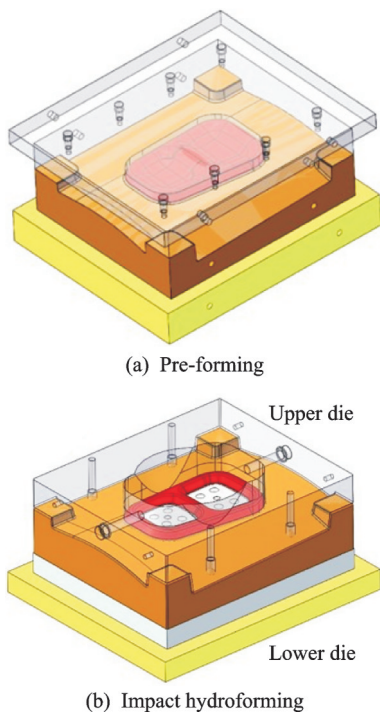 (a) Pre-forming
Upper die
Lower die
(b) Impact hydroforming